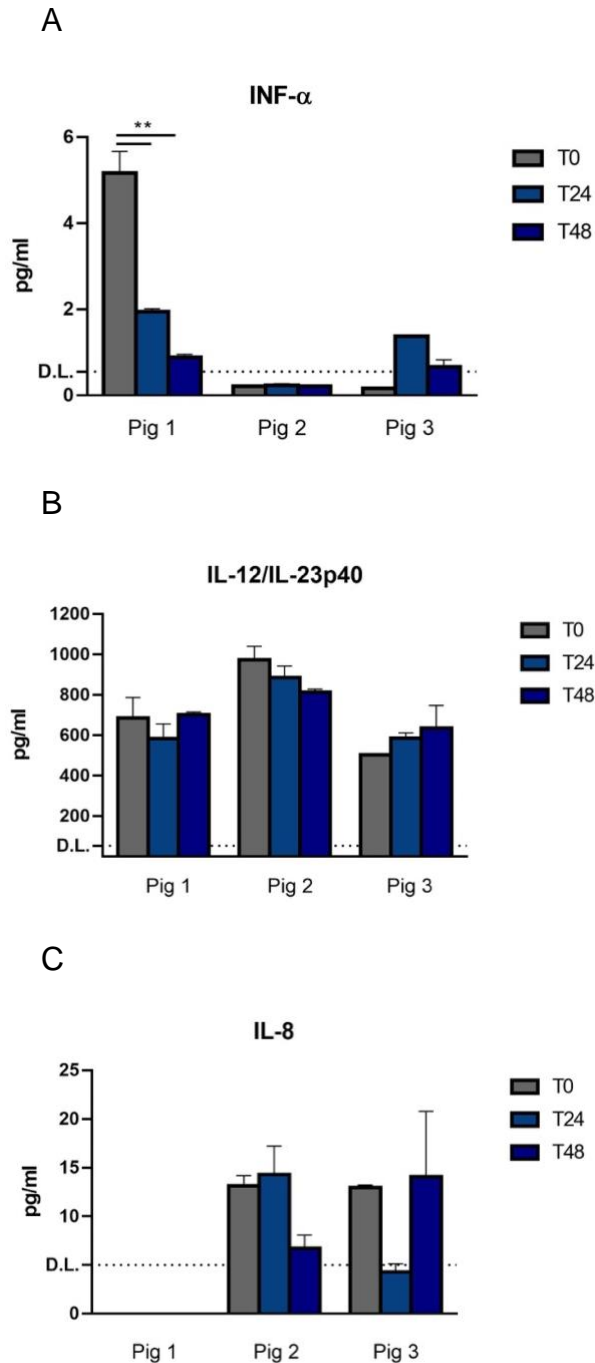 A
INF-α
**
6
4
2
D.L.
0
pg/ml
Pig 1
Pig 2
Pig 3
T0
T24
T48
B
IL-12/IL-23p40
1200
1000
800
600
400
200
D.L.
pg/ml
Pig 1
Pig 2
Pig 3
T0
T24
T48
C
IL-8
25
20
15
10
D.L.
0
pg/ml
Pig 1
Pig 2
Pig 3
T0
T24
T48